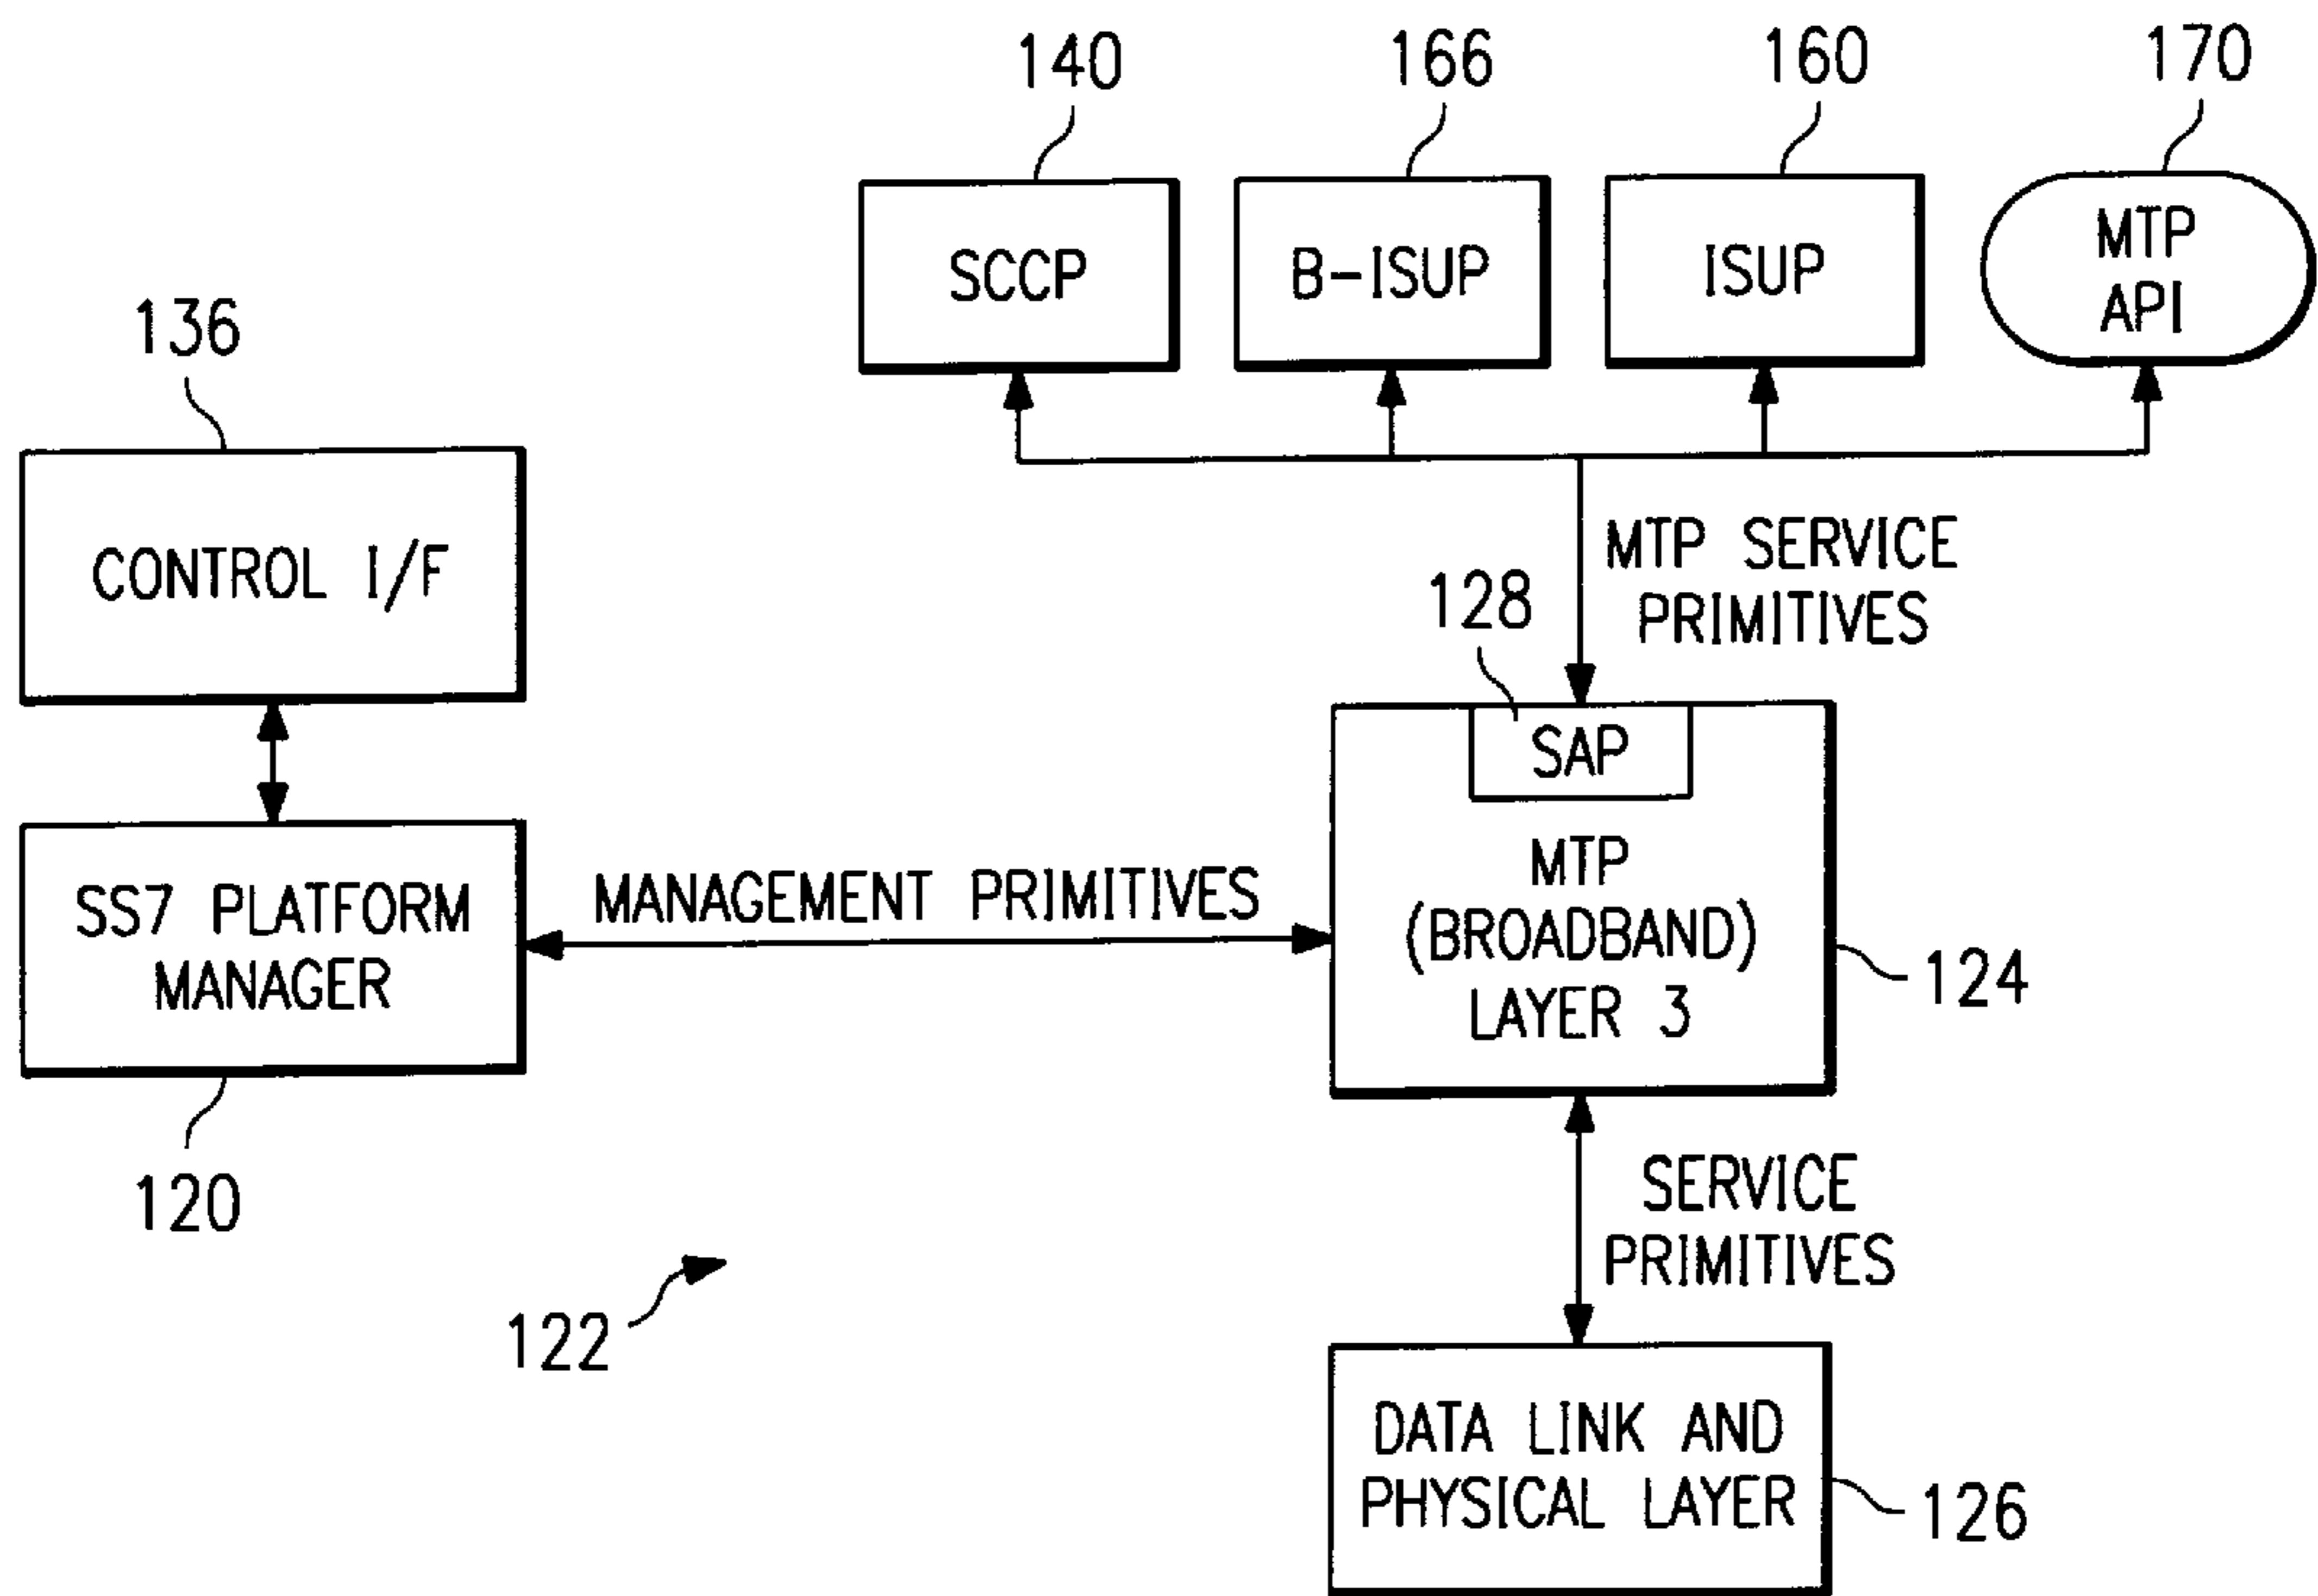 140
166
160
170
SCCP
B-ISUP
ISUP
MTP
API
136
CONTROL I/F
MTP SERVICE
PRIMITIVES
128
SAP
SS7 PLATFORM
MANAGER
MANAGEMENT PRIMITIVES
MTP
(BROADBAND)
LAYER 3
124
120
SERVICE
PRIMITIVES
122
DATA LINK AND
PHYSICAL LAYER
126